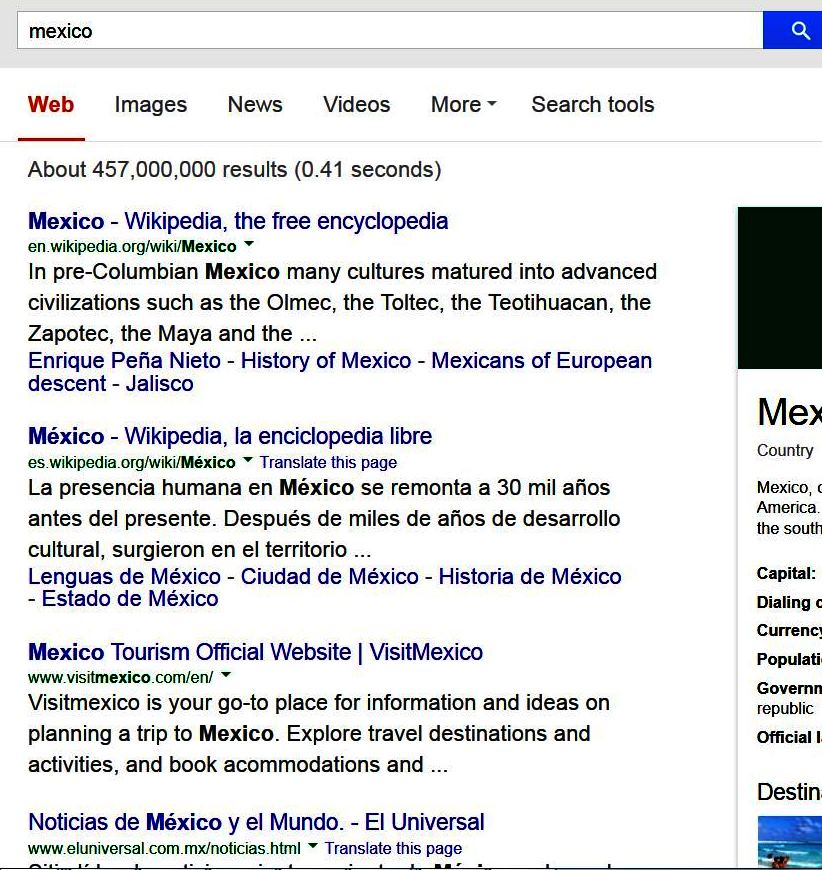 mexico
Web Images News Videos More Search tools
About 457,000,000 results (0.41 seconds)
Mexico - Wikipedia, the free encyclopedia
en.wikipedia.org/wiki/Mexico
In pre-Columbian Mexico many cultures matured into advanced
civilizations such as the Olmec, the Toltec, the Teotihuacan, the
Zapotec, the Maya and the ...
Enrique Peña Nieto - History of Mexico - Mexicans of European
descent - Jalisco
México - Wikipedia, la enciclopedia libre
es.wikipedia.org/wiki/México Translate this page
La presencia humana en México se remonta a 30 mil años
antes del presente. Después de miles de años de desarrollo
cultural, surgieron en el territorio ...
Lenguas de México - Ciudad de México - Historia de México
- Estado de México
Mexico Tourism Official Website | VisitMexico
www.visitmexico.com/en/
Visitmexico is your go-to place for information and ideas on
planning a trip to Mexico. Explore travel destinations and
activities, and book acommodations and ...
Noticias de México y el Mundo. - El Universal
www.eluniversal.com.mx/noticias.html Translate this page
Mex
Country
Mexico,
America.
the south
Capital:
Dialing
Currency
Populati
Governm
republic
Official
Destin